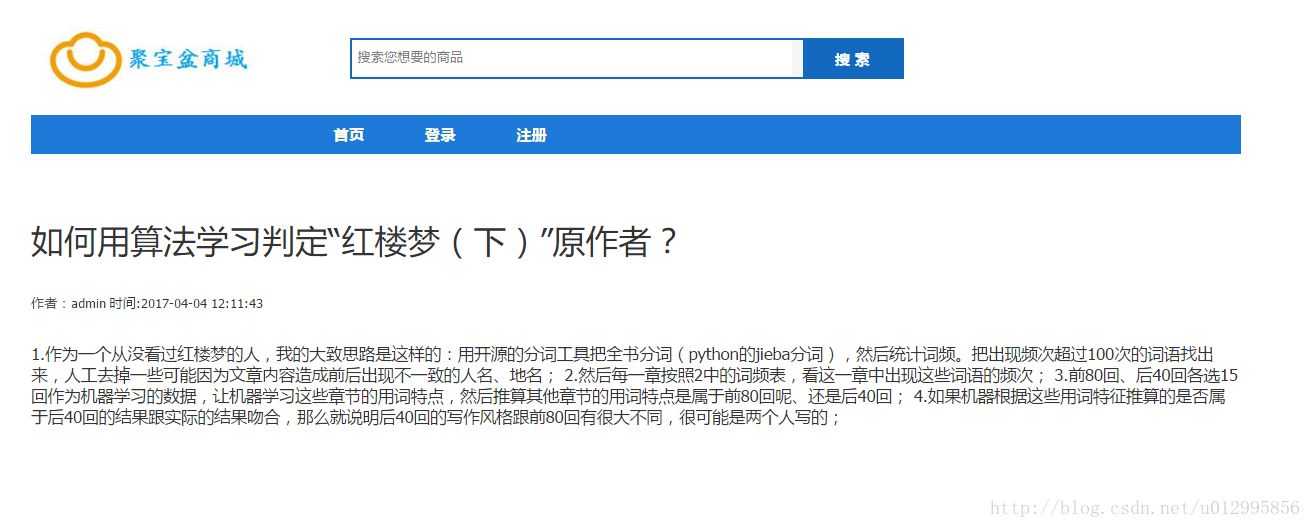 聚宝盆商城
搜索您想要的商品
搜 索
首页 登录 注册
如何用算法学习判定“红楼梦（下）”原作者？
作者：admin 时间:2017-04-04 12:11:43
1.作为一个从没看过红楼梦的人，我的大致思路是这样的：用开源的分词工具把全书分词（python的jieba分词），然后统计词频。把出现频次超过100次的词语找出
来，人工去掉一些可能因为文章内容造成前后出现不一致的人名、地名； 2.然后每一章按照2中的词频表，看这一章中出现这些词语的频次； 3.前80回、后40回各选15
回作为机器学习的数据，让机器学习这些章节的用词特点，然后推算其他章节的用词特点是属于前80回呢、还是后40回； 4.如果机器根据这些用词特征推算的是否属
于后40回的结果跟实际的结果吻合，那么就说明后40回的写作风格跟前80回有很大不同，很可能是两个人写的；
http://blog.csdn.net/u012995856